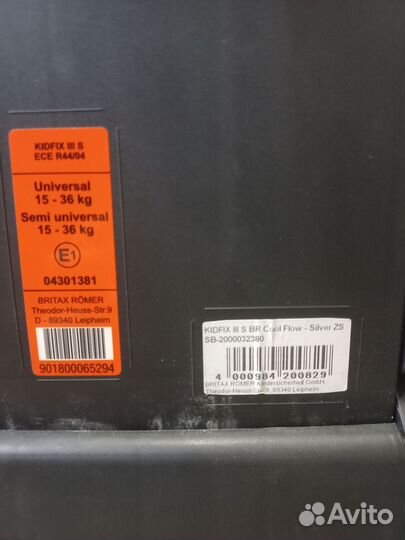 KIDFIX III S
ECE R44/04
Universal
15 - 36 kg
Semi universal
15 - 36 kg
E1
04301381
BRITAX RÖMER
Theodor-Heuss-Str.9
D - 89340 Leipheim
901800065294
KIDFIX III S BR Cool Flow - Silver ZS
SB-2000032380
4 000984 200829
BRITAX RÖMER Kindersicherheit GmbH,
Theodor-Heuss-Str. 9, 89340 Leipheim
Avito